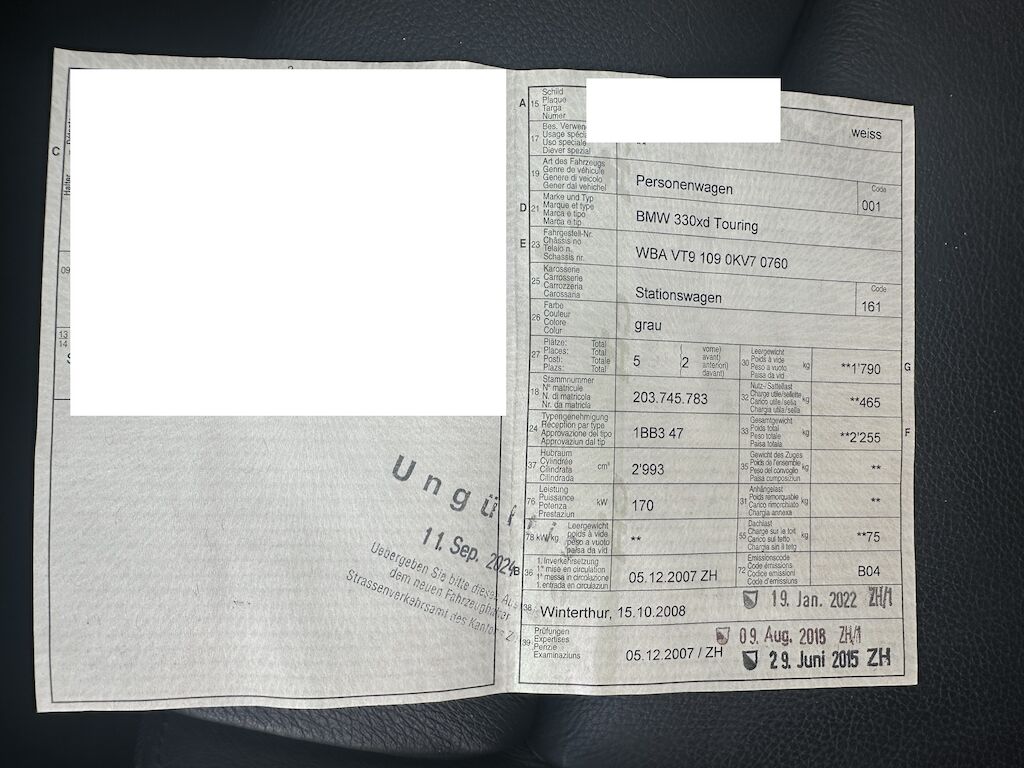 C
Halter
09
13
14
Ungültig
11. Sep. 2024
Uebergeben Sie bitte diesen
dem neuen Fahrzeughalter
Strassenverkehrsamt des Kantons
A 15 Schild
Plaque
Targa
Numer
weiss
17 Bes. Verwen
Usage spécia
Uso speciale
Diever spezial
**
19 Art des Fahrzeugs
Genre de véhicule
Genere di veicolo
Gener dal vehichel
Personenwagen
Code
001
D 21 Marke und Typ
Marque et type
Marca e tipo
Marca e tip
BMW 330xd Touring
E 23 Fahrgestell-Nr.
Châssis no
Telaio n.
Schassis nr.
WBA VT9 109 0KV7 0760
25 Karosserie
Carrosserie
Carrozzeria
Carossaria
Stationswagen
Code
161
26 Farbe
Couleur
Colore
Colur
grau
27 Plätze: Total
Places: Total
Posti: Totale
Plazs: Total
5
2
vorne)
avant)
anteriori)
davant)
30 Leergewicht
Poids à vide
Peso a vuoto
Paisa da vid
kg
**1'790
G
18 Stammnummer
N° matricule
N. di matricola
Nr. da matricla
203.745.783
32 Nutz-/Sattellast
Charge utile/sellette
Carico utile/sella
Chargia utila/sella
kg
**465
24 Typengenehmigung
Réception par type
Approvazione del tipo
Approvaziun dal tip
1BB3 47
33 Gesamtgewicht
Poids total
Peso totale
Paisa totala
kg
**2'255
F
37 Hubraum
Cylindrée
Cilindrata
Cilindrada
cm³
2'993
35 Gewicht des Zuges
Poids de l'ensemble
Peso del convoglio
Paisa cumposiziun
kg
**
76 Leistung
Puissance
Potenza
Prestaziun
kW
170
31 Anhängelast
Poids remorquable
Carico rimorchiato
Chargia annexa
kg
**
78 kW/kg
Leergewicht
poids à vide
peso a vuoto
paisa da vid
**
55 Dachlast
Charge sur le toit
Carico sul tetto
Chargia sin il tetg
kg
**75
B 36 1. Inverkehrsetzung
1re mise en circulation
1a messa in circolazione
1. entrada en circulaziun
05.12.2007 ZH
72 Emissionscode
Code émissions
Codice emissioni
Code d'emissiuns
B04
38 Winterthur, 15.10.2008
19. Jan. 2022 ZH/1
39 Prüfungen
Expertises
Perizie
Examinaziuns
05.12.2007 / ZH
09. Aug. 2018 ZH/1
29. Juni 2015 ZH